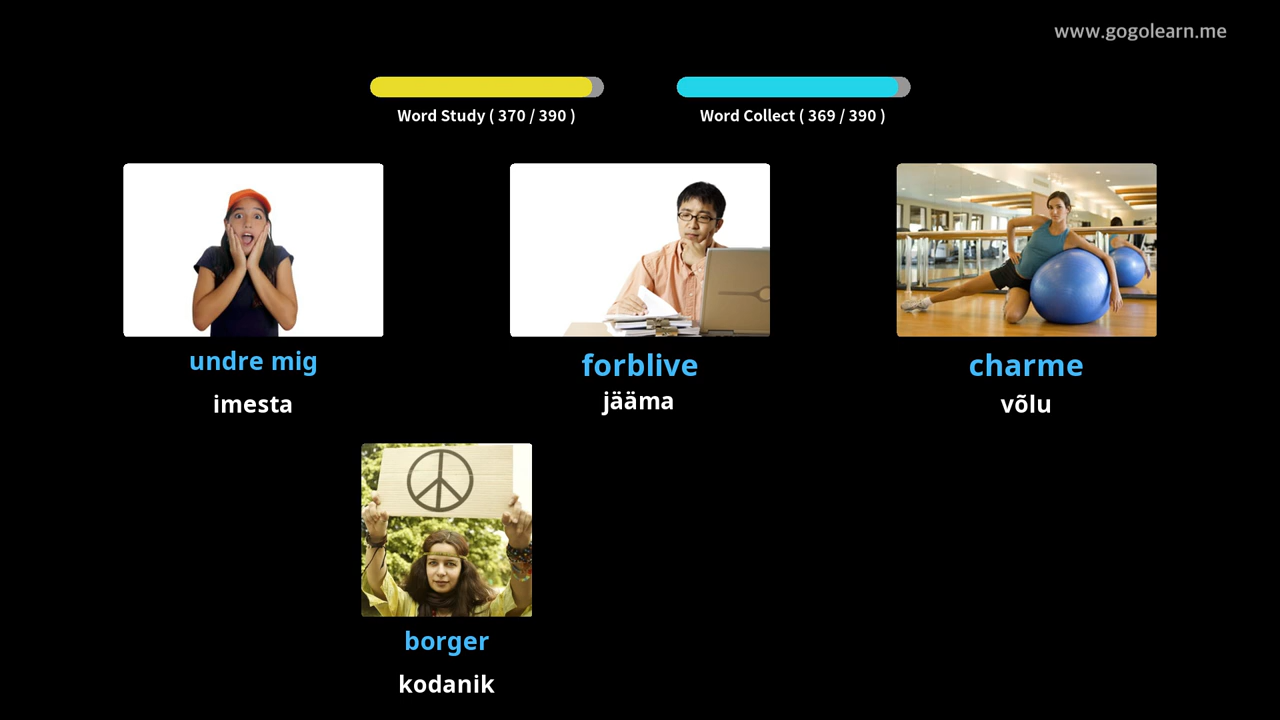 www.gogolearn.me
Word Study ( 370 / 390 )
Word Collect ( 369 / 390 )
undre mig
imesta
forblive
jääma
charme
võlu
borger
kodanik